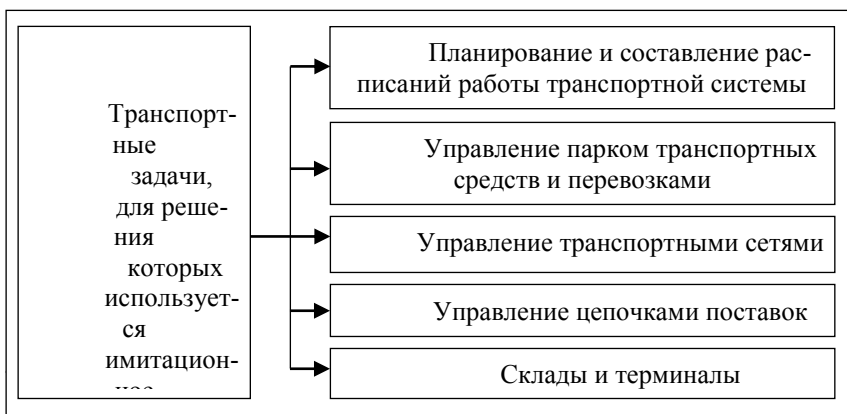 Транспорт-
ные
задачи,
для реше-
ния
которых
использует-
ся
имитацион-
Планирование и составление рас-
писаний работы транспортной системы
Управление парком транспортных
средств и перевозками
Управление транспортными сетями
Управление цепочками поставок
Склады и терминалы